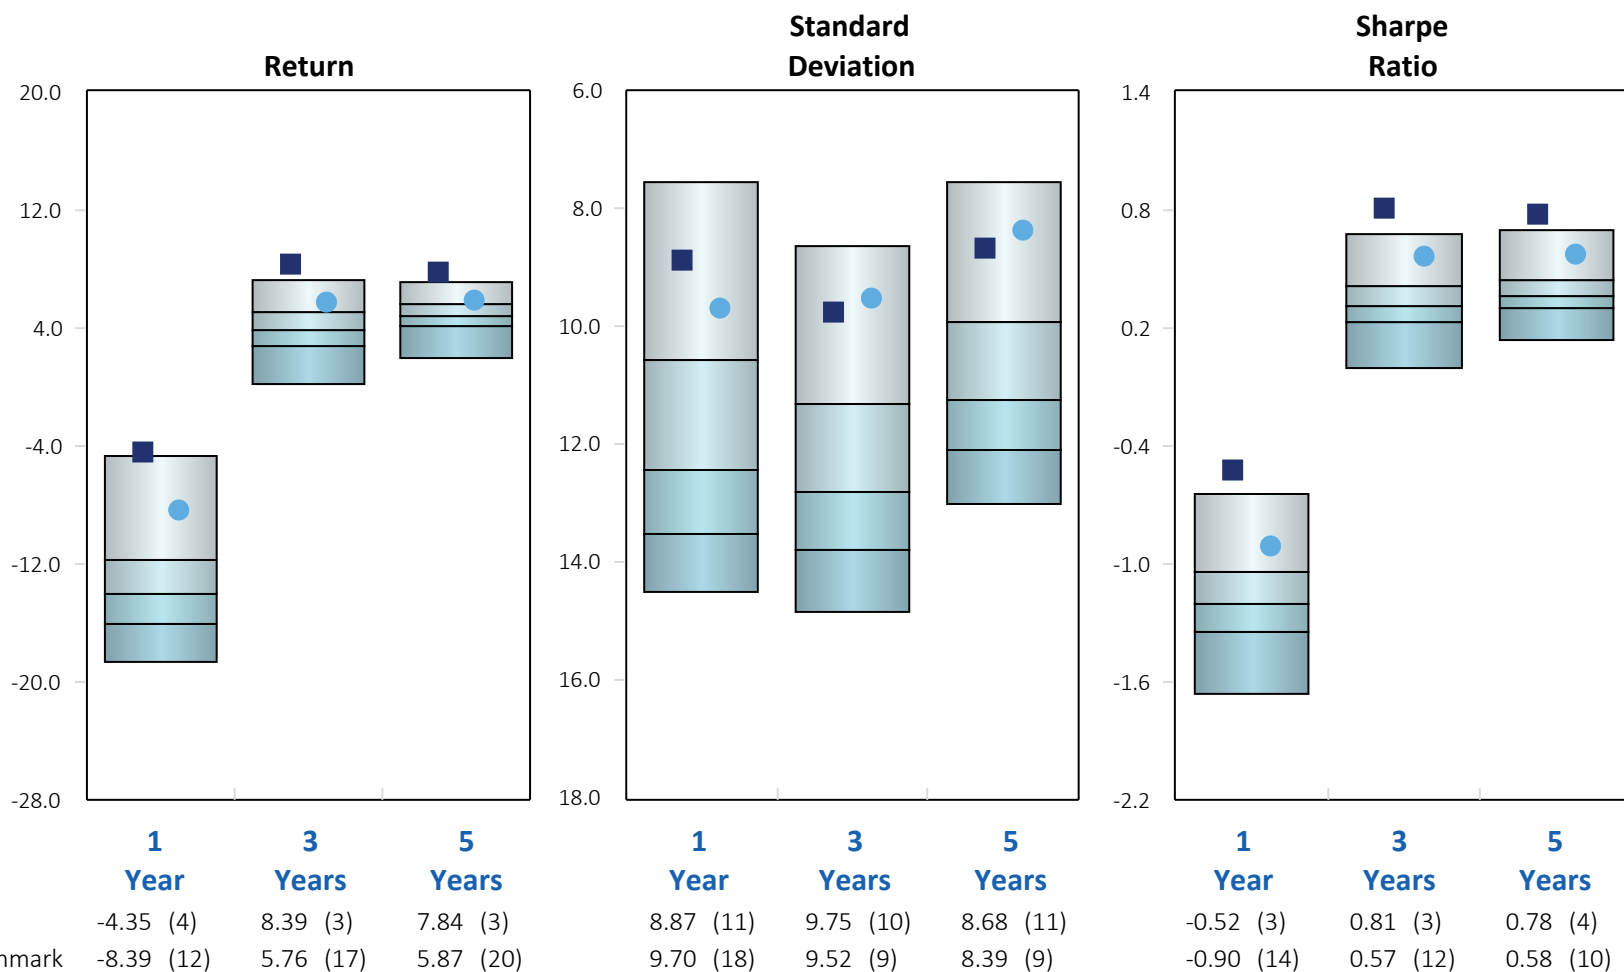 Return
Standard
Deviation
Sharpe
Ratio
20.0
12.0
4.0
-4.0
-12.0
-20.0
-28.0
6.0
8.0
10.0
12.0
14.0
16.0
18.0
1.4
0.8
0.2
-0.4
-1.0
-1.6
-2.2
1 3 5 1 3 5 1 3 5
Year Years Years Year Years Years Year Years Years
-4.35 (4) 8.39 (3) 7.84 (3) 8.87 (11) 9.75 (10) 8.68 (11) -0.52 (3) 0.81 (3) 0.78 (4)
-8.39 (12) 5.76 (17) 5.87 (20) 9.70 (18) 9.52 (9) 8.39 (9) -0.90 (14) 0.57 (12) 0.58 (10)